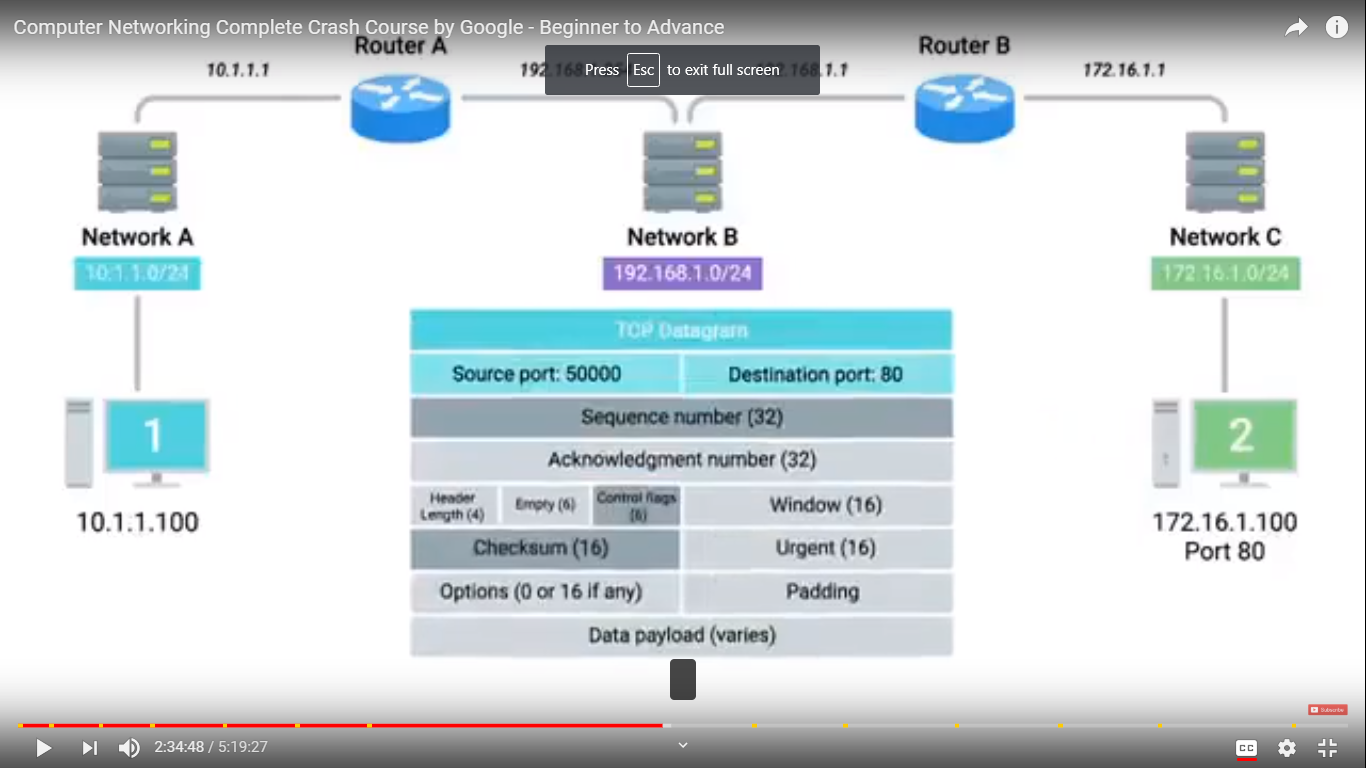 Computer Networking Complete Crash Course by Google - Beginner to Advance
Router A
Router B
10.1.1.1
192.168
.168.1.1
172.16.1.1
Press Esc to exit full screen
Network A
Network B
Network C
10.1.1.0/24
192.168.1.0/24
172.16.1.0/24
TCP Datagram
Source port: 50000
Destination port: 80
Sequence number (32)
Acknowledgment number (32)
Header Length (4)
Empty (6)
Control flags (6)
Window (16)
Checksum (16)
Urgent (16)
Options (0 or 16 if any)
Padding
Data payload (varies)
1
10.1.1.100
2
172.16.1.100
Port 80
Subscribe
2:34:48 / 5:19:27
CC